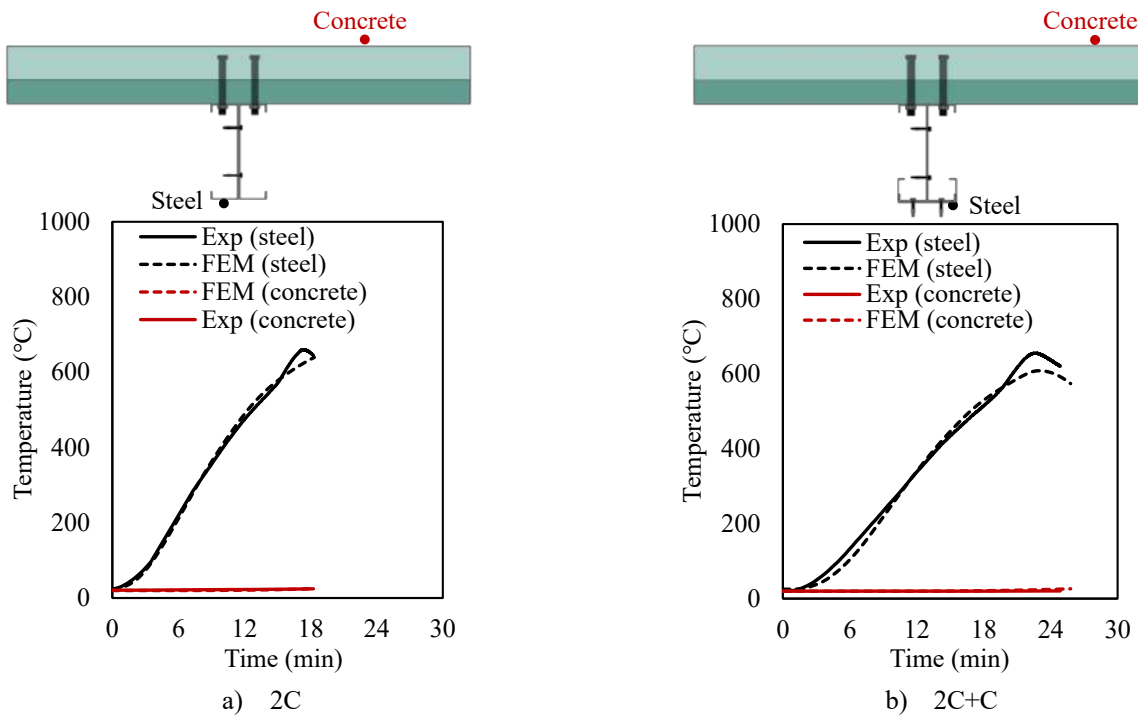 Concrete
Steel
1000
800
600
400
200
0
Temperature (°C)
Exp (steel)
FEM (steel)
FEM (concrete)
Exp (concrete)
0 6 12 18 24 30
Time (min)
a) 2C
Concrete
Steel
1000
800
600
400
200
0
Temperature (°C)
Exp (steel)
FEM (steel)
Exp (concrete)
FEM (concrete)
0 6 12 18 24 30
Time (min)
b) 2C+C